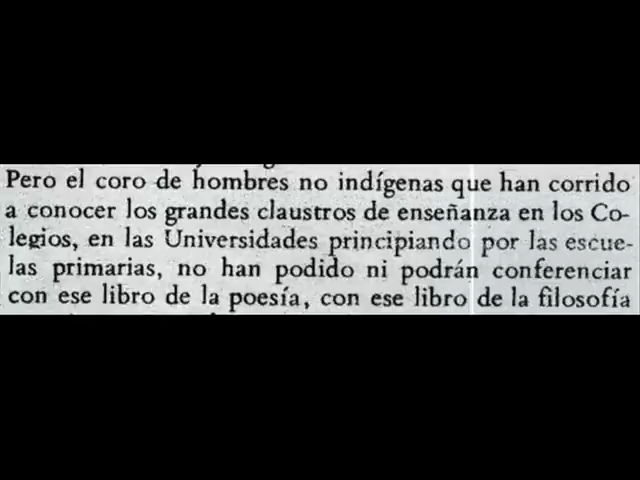 Pero el coro de hombres no indígenas que han corrido
a conocer los grandes claustros de enseñanza en los Co-
legios, en las Universidades principiando por las escue-
las primarias, no han podido ni podrán conferenciar
con ese libro de la poesía, con ese libro de la filosofía